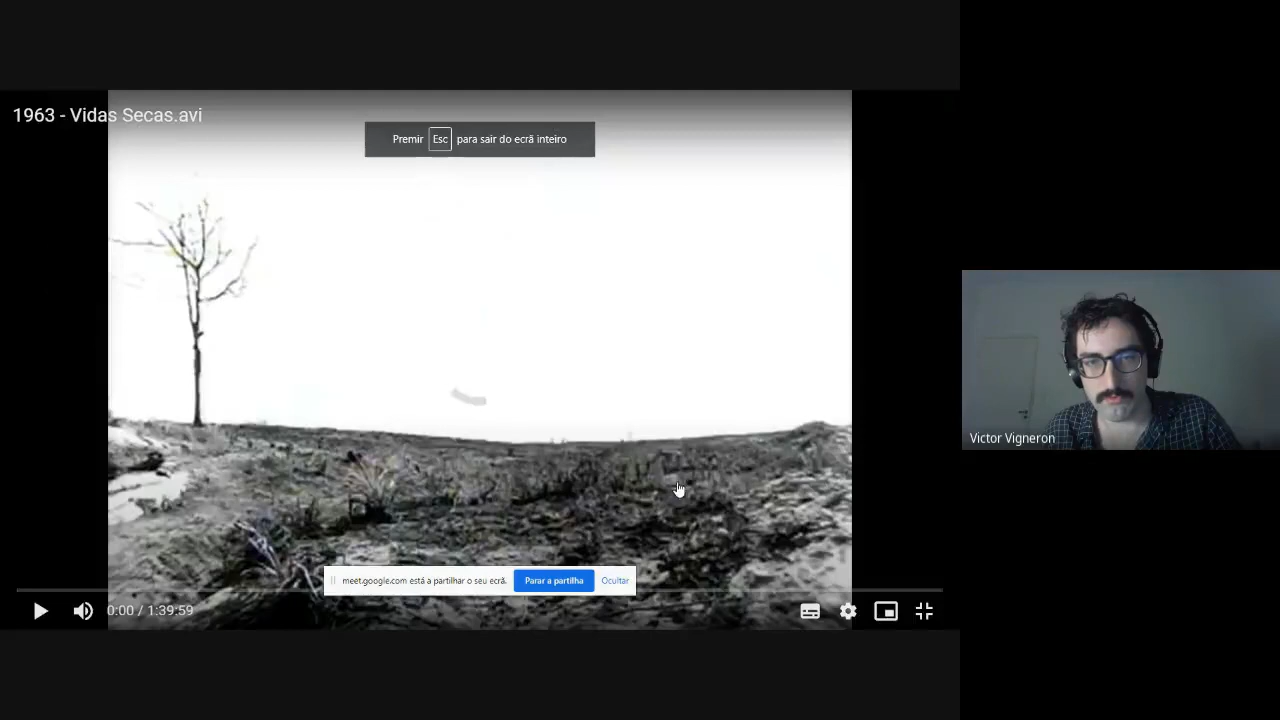 1963 - Vidas Secas.avi
Premir Esc para sair do ecrã inteiro
Victor Vigneron
meet.google.com está a partilhar o seu ecrã. Parar a partilha Ocultar
0:00 / 1:39:59